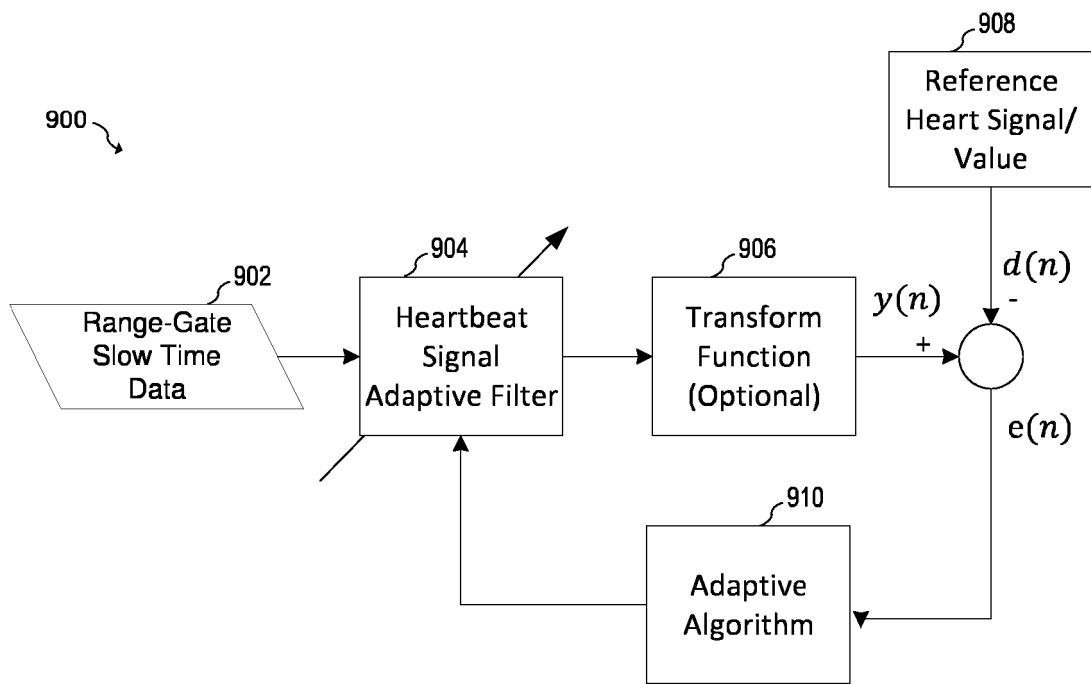 908
Reference
Heart Signal/
Value
900
902
Range-Gate
Slow Time
Data
904
Heartbeat
Signal
Adaptive Filter
906
Transform
Function
(Optional)
y(n)
+
d(n)
-
e(n)
910
Adaptive
Algorithm